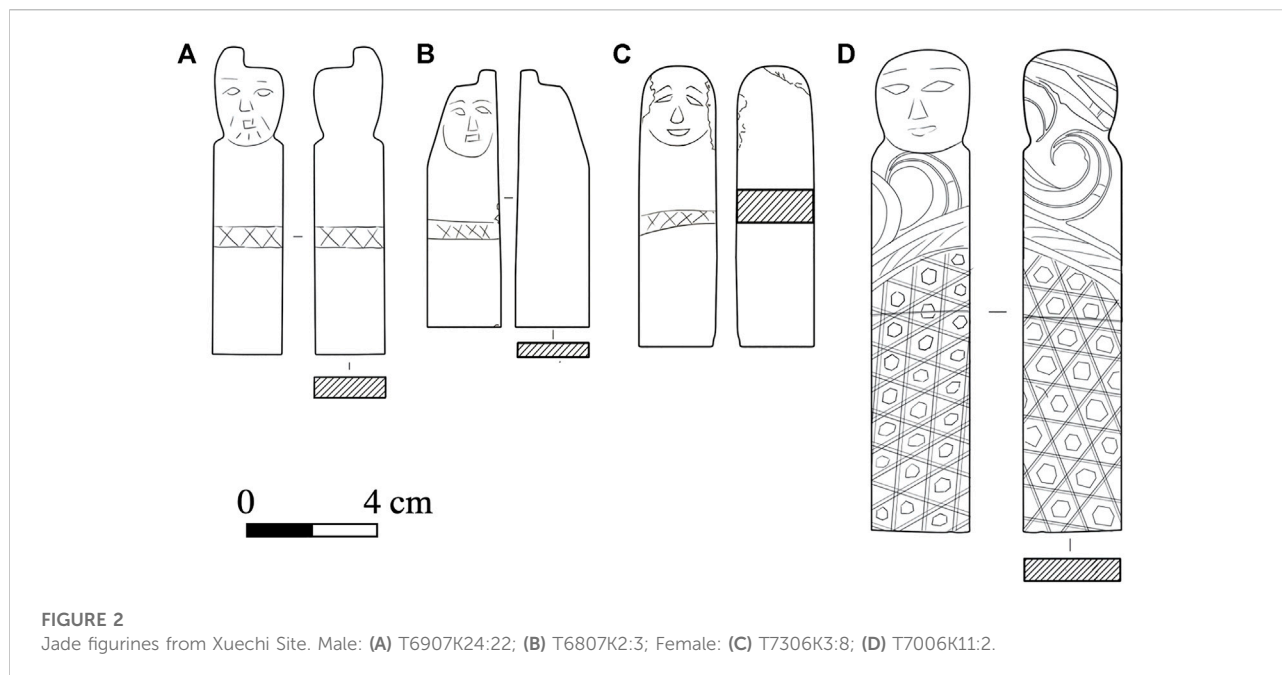 A B C D
0 4 cm
FIGURE 2
Jade figurines from Xuechi Site. Male: (A) T6907K24:22; (B) T6807K2:3; Female: (C) T7306K3:8; (D) T7006K11:2.